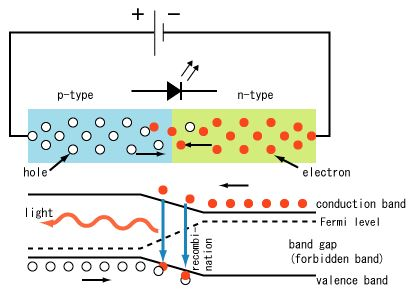 + −
p-type n-type
hole electron
conduction band
light
Fermi level
recombi-
nation
band gap
(forbidden band)
valence band